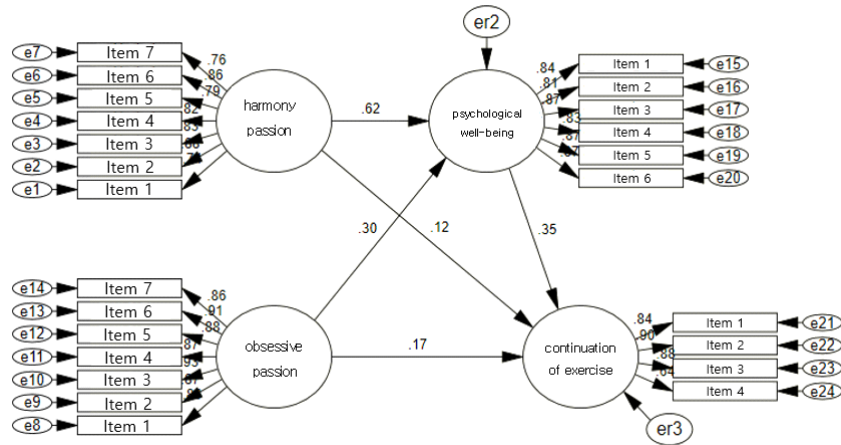 er2
e7
Item 7
.76
e6
Item 6
.86
e5
Item 5
.79
e4
Item 4
.82
e3
Item 3
.83
e2
Item 2
e1
Item 1
harmony
passion
.62
psychological
well-being
.84
Item 1
e15
.81
Item 2
e16
.87
Item 3
e17
.83
Item 4
e18
.87
Item 5
e19
Item 6
e20
.30
.12
.35
e14
Item 7
.86
e13
Item 6
.91
e12
Item 5
.88
e11
Item 4
.87
e10
Item 3
.93
e9
Item 2
e8
Item 1
obsessive
passion
.17
continuation
of exercise
.84
Item 1
e21
.90
Item 2
e22
.88
Item 3
e23
.64
Item 4
e24
er3